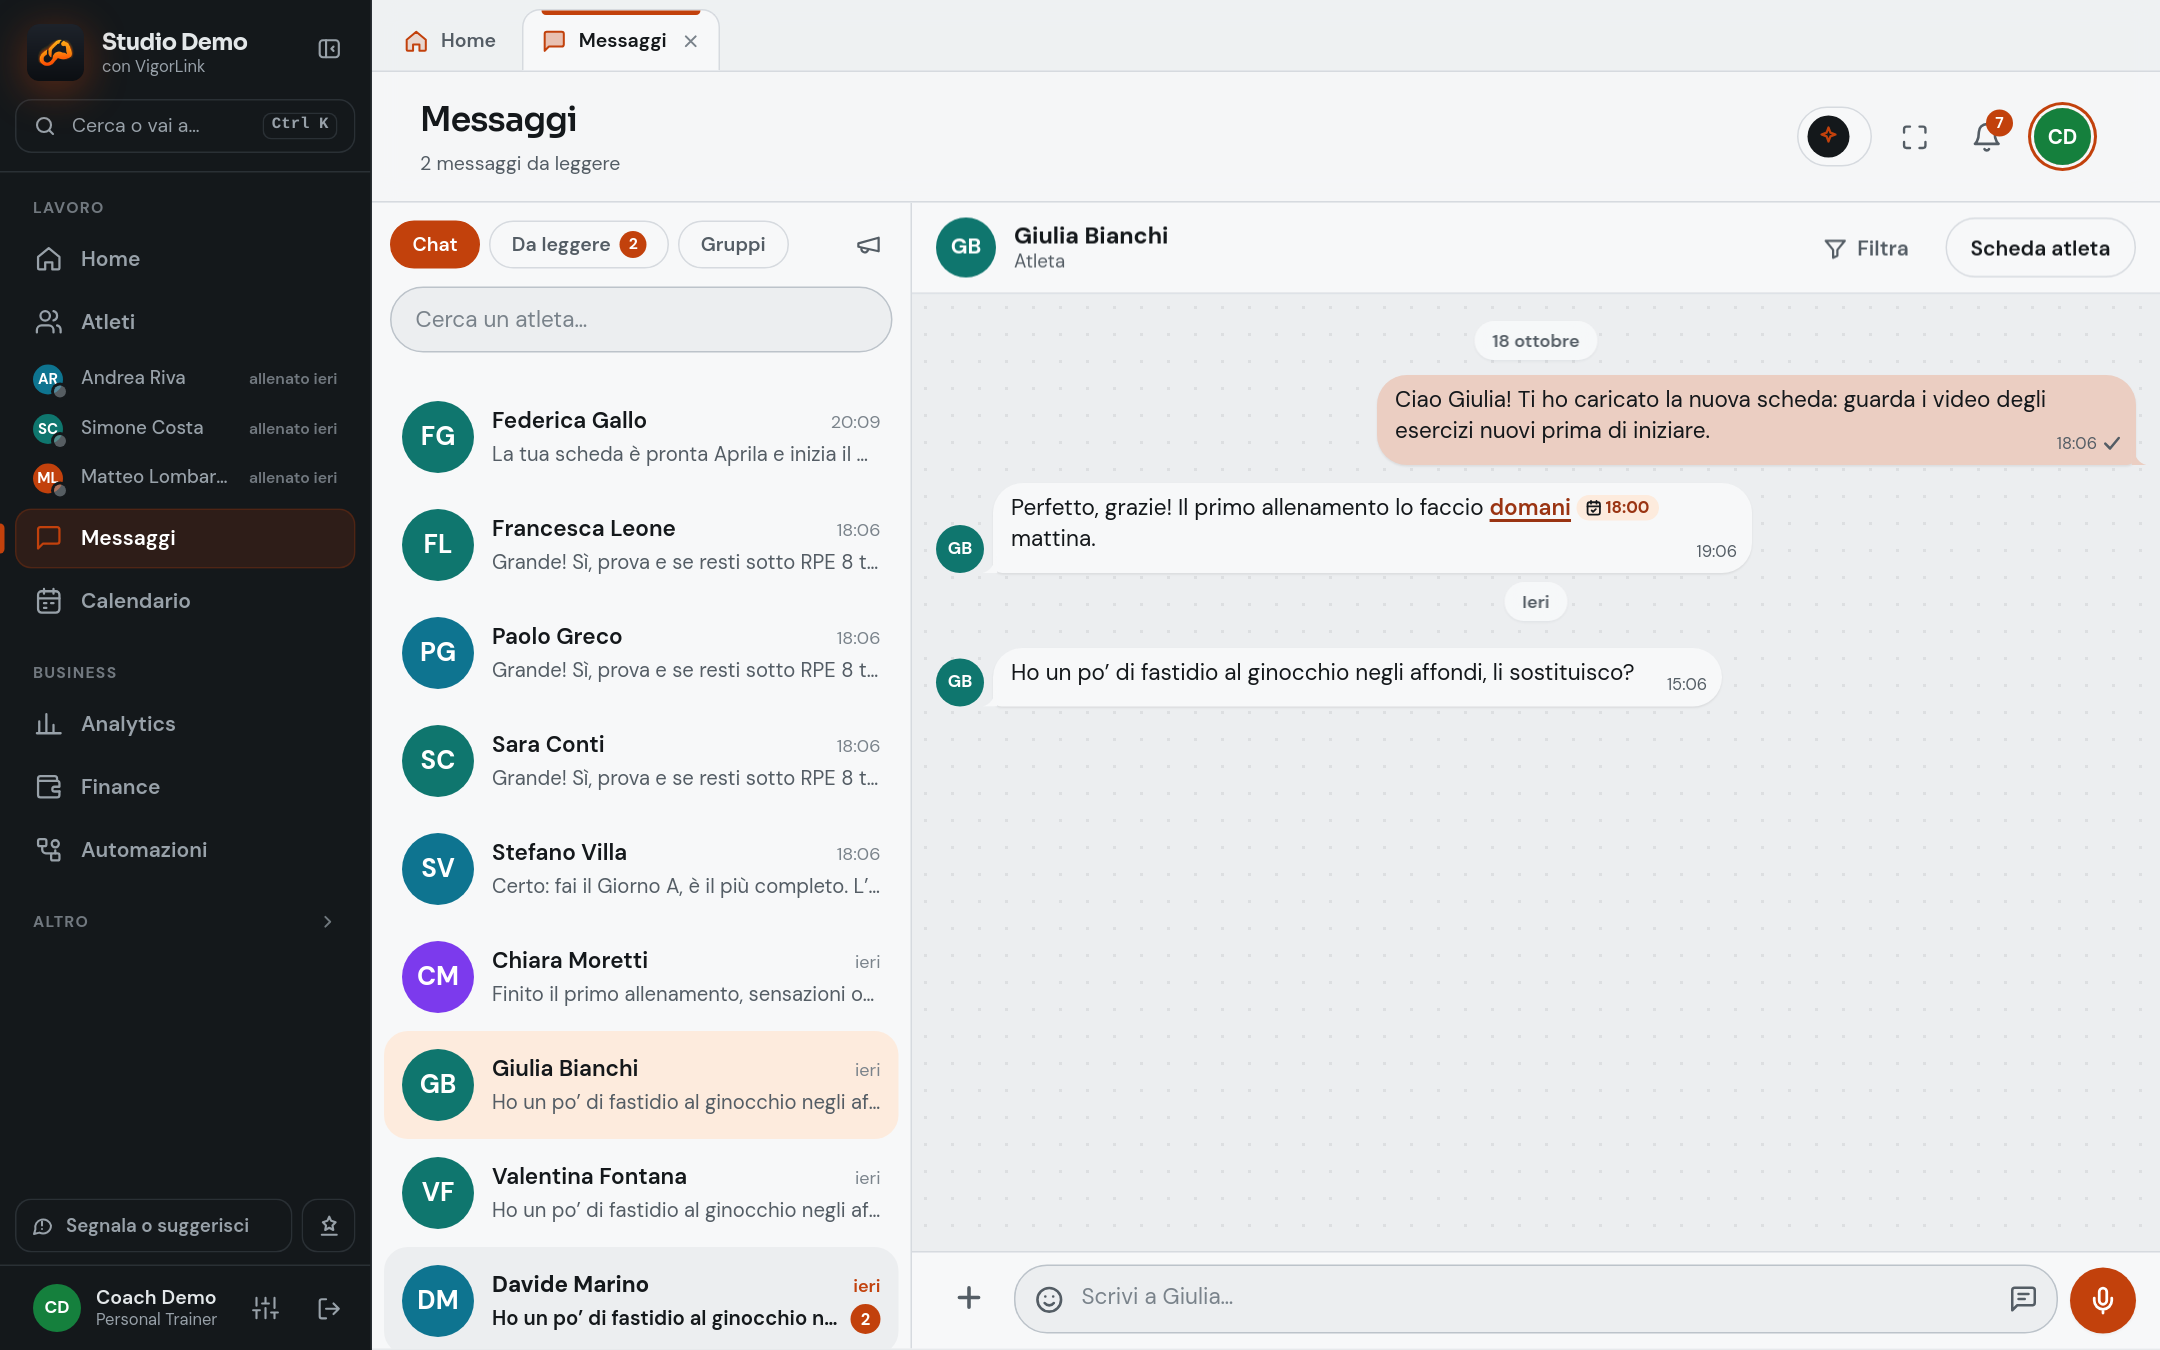 Studio Demo
con VigorLink
Cerca o vai a...
Ctrl K
LAVORO
Home
Atleti
AR Andrea Riva allenato ieri
SC Simone Costa allenato ieri
ML Matteo Lombar... allenato ieri
Messaggi
Calendario
BUSINESS
Analytics
Finance
Automazioni
ALTRO
Segnala o suggerisci
CD Coach Demo
Personal Trainer
Home
Messaggi
Messaggi
2 messaggi da leggere
7
CD
Chat
Da leggere 2
Gruppi
Cerca un atleta...
FG Federica Gallo 20:09
La tua scheda è pronta Aprila e inizia il ...
FL Francesca Leone 18:06
Grande! Sì, prova e se resti sotto RPE 8 t...
PG Paolo Greco 18:06
Grande! Sì, prova e se resti sotto RPE 8 t...
SC Sara Conti 18:06
Grande! Sì, prova e se resti sotto RPE 8 t...
SV Stefano Villa 18:06
Certo: fai il Giorno A, è il più completo. L’...
CM Chiara Moretti ieri
Finito il primo allenamento, sensazioni o...
GB Giulia Bianchi ieri
Ho un po’ di fastidio al ginocchio negli af...
VF Valentina Fontana ieri
Ho un po’ di fastidio al ginocchio negli af...
DM Davide Marino ieri
Ho un po’ di fastidio al ginocchio n... 2
GB Giulia Bianchi
Atleta
Filtra
Scheda atleta
18 ottobre
Ciao Giulia! Ti ho caricato la nuova scheda: guarda i video degli
esercizi nuovi prima di iniziare.
18:06
Perfetto, grazie! Il primo allenamento lo faccio domani 18:00
mattina.
GB
19:06
Ieri
GB Ho un po’ di fastidio al ginocchio negli affondi, li sostituisco? 15:06
Scrivi a Giulia...